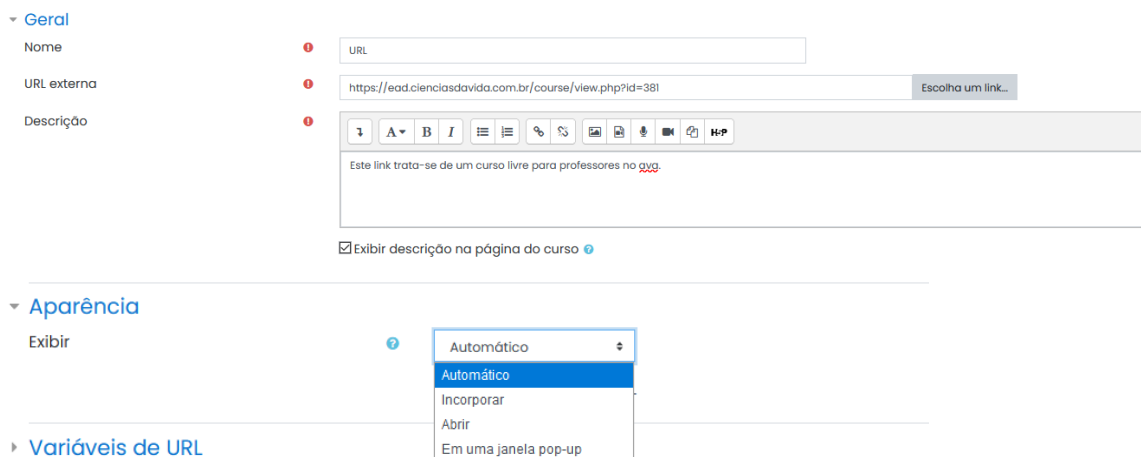 Geral
Nome
URL
URL externa
https://ead.cienciasdavida.com.br/course/view.php?id=381 Escolha um link...
Descrição
A B I H-P
Este link trata-se de um curso livre para professores no ava.
Exibir descrição na página do curso
Aparência
Exibir
Automático
Automático
Incorporar
Abrir
Em uma janela pop-up
Variáveis de URL